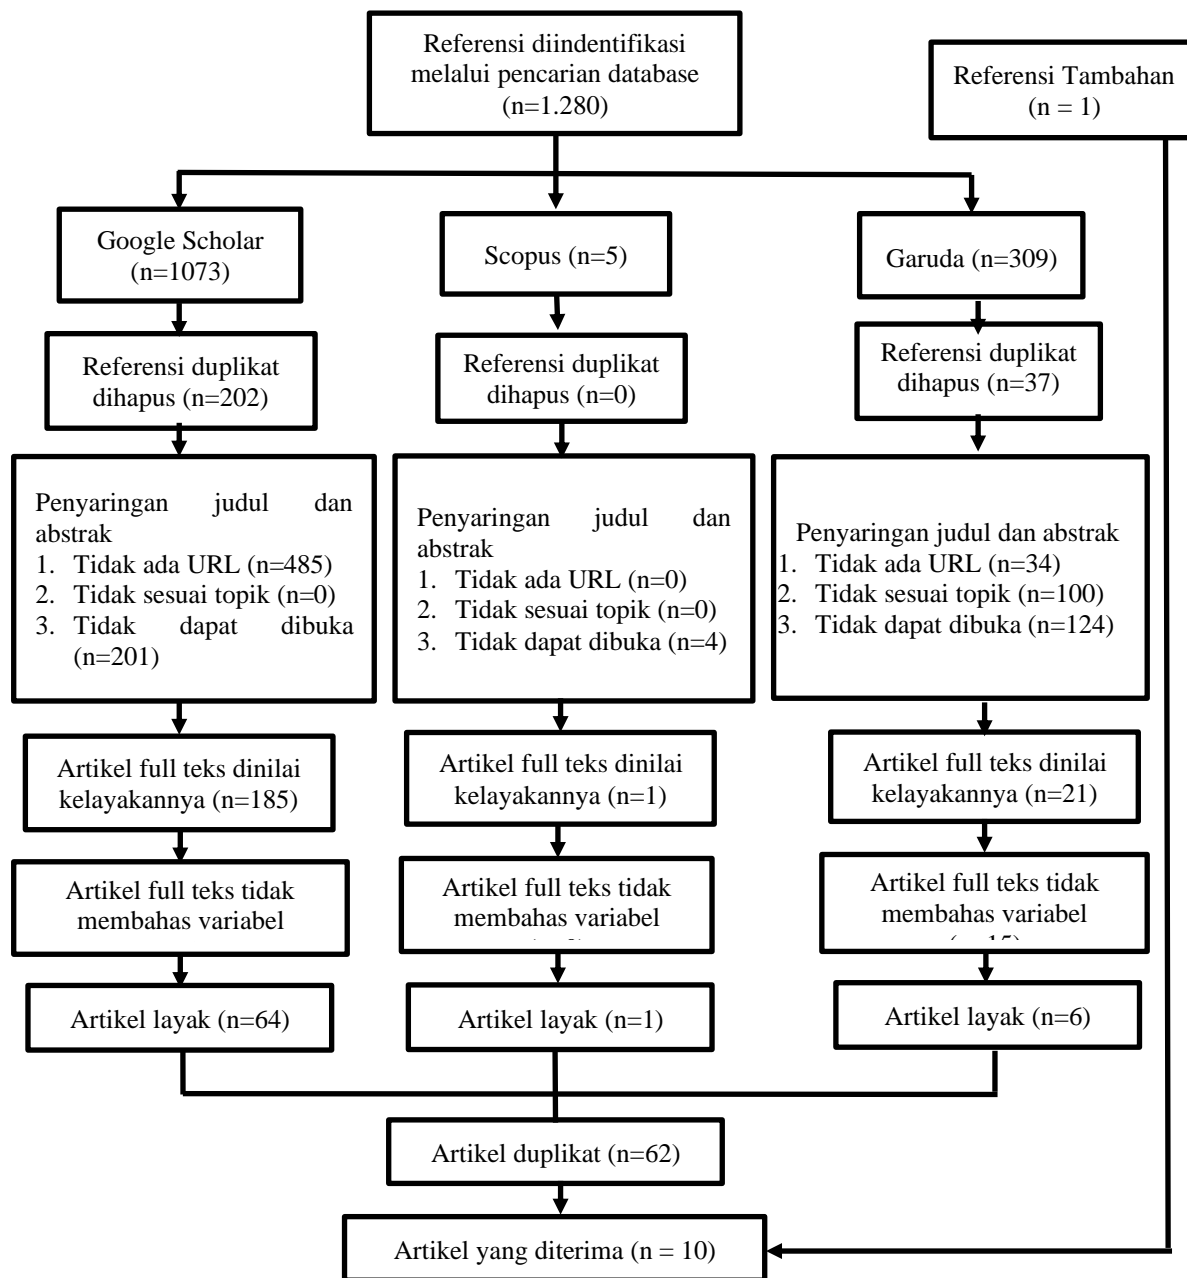 Referensi diindentifikasi
melalui pencarian database
(n=1.280)
Referensi Tambahan
(n = 1)
Google Scholar
(n=1073)
Scopus (n=5)
Garuda (n=309)
Referensi duplikat
dihapus (n=202)
Referensi duplikat
dihapus (n=0)
Referensi duplikat
dihapus (n=37)
Penyaringan judul dan
abstrak
1. Tidak ada URL (n=485)
2. Tidak sesuai topik (n=0)
3. Tidak dapat dibuka
(n=201)
Penyaringan judul dan
abstrak
1. Tidak ada URL (n=0)
2. Tidak sesuai topik (n=0)
3. Tidak dapat dibuka (n=4)
Penyaringan judul dan abstrak
1. Tidak ada URL (n=34)
2. Tidak sesuai topik (n=100)
3. Tidak dapat dibuka (n=124)
Artikel full teks dinilai
kelayakannya (n=185)
Artikel full teks dinilai
kelayakannya (n=1)
Artikel full teks dinilai
kelayakannya (n=21)
Artikel full teks tidak
membahas variabel
Artikel full teks tidak
membahas variabel
Artikel full teks tidak
membahas variabel
Artikel layak (n=64)
Artikel layak (n=1)
Artikel layak (n=6)
Artikel duplikat (n=62)
Artikel yang diterima (n = 10)